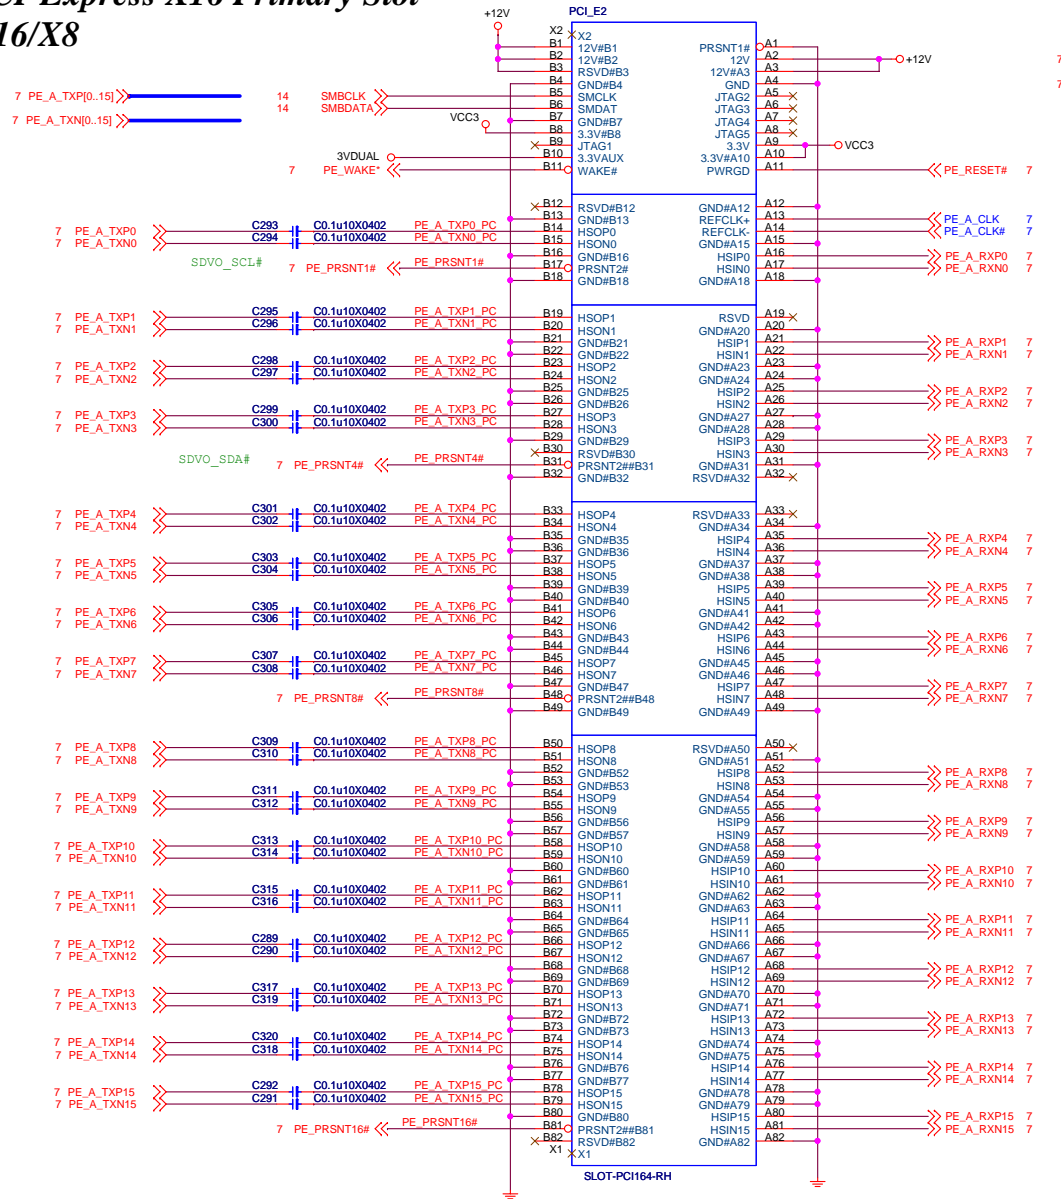 CI Express X16 Primary Slot
16/X8
+12V PCI_E2
X2 X2
B1 12V#B1 PRSNT1# A1
B2 12V#B2 12V A2 +12V 7
B3 RSVD#B3 12V#A3 A3
B4 GND#B4 GND A4 7
7 PE_A_TXP[0..15] 14 SMBCLK B5 SMCLK JTAG2 A5
14 SMBDATA B6 SMDAT JTAG3 A6
7 PE_A_TXN[0..15] VCC3 B7 GND#B7 JTAG4 A7
B8 3.3V#B8 JTAG5 A8
B9 JTAG1 3.3V A9 VCC3
3VDUAL B10 3.3VAUX 3.3V#A10 A10
7 PE_WAKE* B11 WAKE# PWRGD A11 PE_RESET# 7
B12 RSVD#B12 GND#A12 A12
B13 GND#B13 REFCLK+ A13 PE_A_CLK 7
7 PE_A_TXP0 C293 C0.1u10X0402 PE_A_TXP0_PC B14 HSOP0 REFCLK- A14 PE_A_CLK# 7
7 PE_A_TXN0 C294 C0.1u10X0402 PE_A_TXN0_PC B15 HSON0 GND#A15 A15
B16 GND#B16 HSIP0 A16 PE_A_RXP0 7
SDVO_SCL# 7 PE_PRSNT1# PE_PRSNT1# B17 PRSNT2# HSIN0 A17 PE_A_RXN0 7
B18 GND#B18 GND#A18 A18
7 PE_A_TXP1 C295 C0.1u10X0402 PE_A_TXP1_PC B19 HSOP1 RSVD A19
7 PE_A_TXN1 C296 C0.1u10X0402 PE_A_TXN1_PC B20 HSON1 GND#A20 A20
B21 GND#B21 HSIP1 A21 PE_A_RXP1 7
B22 GND#B22 HSIN1 A22 PE_A_RXN1 7
7 PE_A_TXP2 C298 C0.1u10X0402 PE_A_TXP2_PC B23 HSOP2 GND#A23 A23
7 PE_A_TXN2 C297 C0.1u10X0402 PE_A_TXN2_PC B24 HSON2 GND#A24 A24
B25 GND#B25 HSIP2 A25 PE_A_RXP2 7
B26 GND#B26 HSIN2 A26 PE_A_RXN2 7
7 PE_A_TXP3 C299 C0.1u10X0402 PE_A_TXP3_PC B27 HSOP3 GND#A27 A27
7 PE_A_TXN3 C300 C0.1u10X0402 PE_A_TXN3_PC B28 HSON3 GND#A28 A28
B29 GND#B29 HSIP3 A29 PE_A_RXP3 7
B30 RSVD#B30 HSIN3 A30 PE_A_RXN3 7
SDVO_SDA# 7 PE_PRSNT4# PE_PRSNT4# B31 PRSNT2##B31 GND#A31 A31
B32 GND#B32 RSVD#A32 A32
7 PE_A_TXP4 C301 C0.1u10X0402 PE_A_TXP4_PC B33 HSOP4 RSVD#A33 A33
7 PE_A_TXN4 C302 C0.1u10X0402 PE_A_TXN4_PC B34 HSON4 GND#A34 A34
B35 GND#B35 HSIP4 A35 PE_A_RXP4 7
B36 GND#B36 HSIN4 A36 PE_A_RXN4 7
7 PE_A_TXP5 C303 C0.1u10X0402 PE_A_TXP5_PC B37 HSOP5 GND#A37 A37
7 PE_A_TXN5 C304 C0.1u10X0402 PE_A_TXN5_PC B38 HSON5 GND#A38 A38
B39 GND#B39 HSIP5 A39 PE_A_RXP5 7
B40 GND#B40 HSIN5 A40 PE_A_RXN5 7
7 PE_A_TXP6 C305 C0.1u10X0402 PE_A_TXP6_PC B41 HSOP6 GND#A41 A41
7 PE_A_TXN6 C306 C0.1u10X0402 PE_A_TXN6_PC B42 HSON6 GND#A42 A42
B43 GND#B43 HSIP6 A43 PE_A_RXP6 7
B44 GND#B44 HSIN6 A44 PE_A_RXN6 7
7 PE_A_TXP7 C307 C0.1u10X0402 PE_A_TXP7_PC B45 HSOP7 GND#A45 A45
7 PE_A_TXN7 C308 C0.1u10X0402 PE_A_TXN7_PC B46 HSON7 GND#A46 A46
B47 GND#B47 HSIP7 A47 PE_A_RXP7 7
7 PE_PRSNT8# PE_PRSNT8# B48 PRSNT2##B48 HSIN7 A48 PE_A_RXN7 7
B49 GND#B49 GND#A49 A49
7 PE_A_TXP8 C309 C0.1u10X0402 PE_A_TXP8_PC B50 HSOP8 RSVD#A50 A50
7 PE_A_TXN8 C310 C0.1u10X0402 PE_A_TXN8_PC B51 HSON8 GND#A51 A51
B52 GND#B52 HSIP8 A52 PE_A_RXP8 7
B53 GND#B53 HSIN8 A53 PE_A_RXN8 7
7 PE_A_TXP9 C311 C0.1u10X0402 PE_A_TXP9_PC B54 HSOP9 GND#A54 A54
7 PE_A_TXN9 C312 C0.1u10X0402 PE_A_TXN9_PC B55 HSON9 GND#A55 A55
B56 GND#B56 HSIP9 A56 PE_A_RXP9 7
B57 GND#B57 HSIN9 A57 PE_A_RXN9 7
7 PE_A_TXP10 C313 C0.1u10X0402 PE_A_TXP10_PC B58 HSOP10 GND#A58 A58
7 PE_A_TXN10 C314 C0.1u10X0402 PE_A_TXN10_PC B59 HSON10 GND#A59 A59
B60 GND#B60 HSIP10 A60 PE_A_RXP10 7
B61 GND#B61 HSIN10 A61 PE_A_RXN10 7
7 PE_A_TXP11 C315 C0.1u10X0402 PE_A_TXP11_PC B62 HSOP11 GND#A62 A62
7 PE_A_TXN11 C316 C0.1u10X0402 PE_A_TXN11_PC B63 HSON11 GND#A63 A63
B64 GND#B64 HSIP11 A64 PE_A_RXP11 7
B65 GND#B65 HSIN11 A65 PE_A_RXN11 7
7 PE_A_TXP12 C289 C0.1u10X0402 PE_A_TXP12_PC B66 HSOP12 GND#A66 A66
7 PE_A_TXN12 C290 C0.1u10X0402 PE_A_TXN12_PC B67 HSON12 GND#A67 A67
B68 GND#B68 HSIP12 A68 PE_A_RXP12 7
B69 GND#B69 HSIN12 A69 PE_A_RXN12 7
7 PE_A_TXP13 C317 C0.1u10X0402 PE_A_TXP13_PC B70 HSOP13 GND#A70 A70
7 PE_A_TXN13 C319 C0.1u10X0402 PE_A_TXN13_PC B71 HSON13 GND#A71 A71
B72 GND#B72 HSIP13 A72 PE_A_RXP13 7
B73 GND#B73 HSIN13 A73 PE_A_RXN13 7
7 PE_A_TXP14 C320 C0.1u10X0402 PE_A_TXP14_PC B74 HSOP14 GND#A74 A74
7 PE_A_TXN14 C318 C0.1u10X0402 PE_A_TXN14_PC B75 HSON14 GND#A75 A75
B76 GND#B76 HSIP14 A76 PE_A_RXP14 7
B77 GND#B77 HSIN14 A77 PE_A_RXN14 7
7 PE_A_TXP15 C292 C0.1u10X0402 PE_A_TXP15_PC B78 HSOP15 GND#A78 A78
7 PE_A_TXN15 C291 C0.1u10X0402 PE_A_TXN15_PC B79 HSON15 GND#A79 A79
B80 GND#B80 HSIP15 A80 PE_A_RXP15 7
7 PE_PRSNT16# PE_PRSNT16# B81 PRSNT2##B81 HSIN15 A81 PE_A_RXN15 7
B82 RSVD#B82 GND#A82 A82
X1 X1
SLOT-PCI164-RH